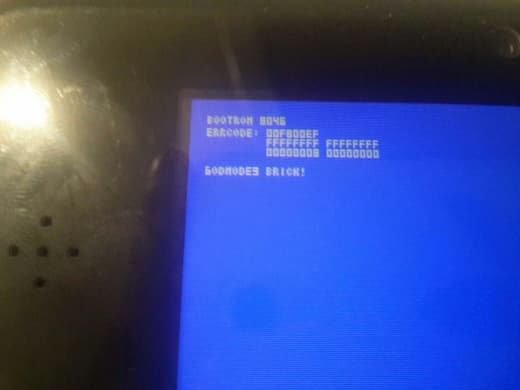 BOOTROM 8046
ERRCODE: 00F800EF
FFFFFFFF FFFFFFFF
00000000 00000000
GODMODE9 BRICK!